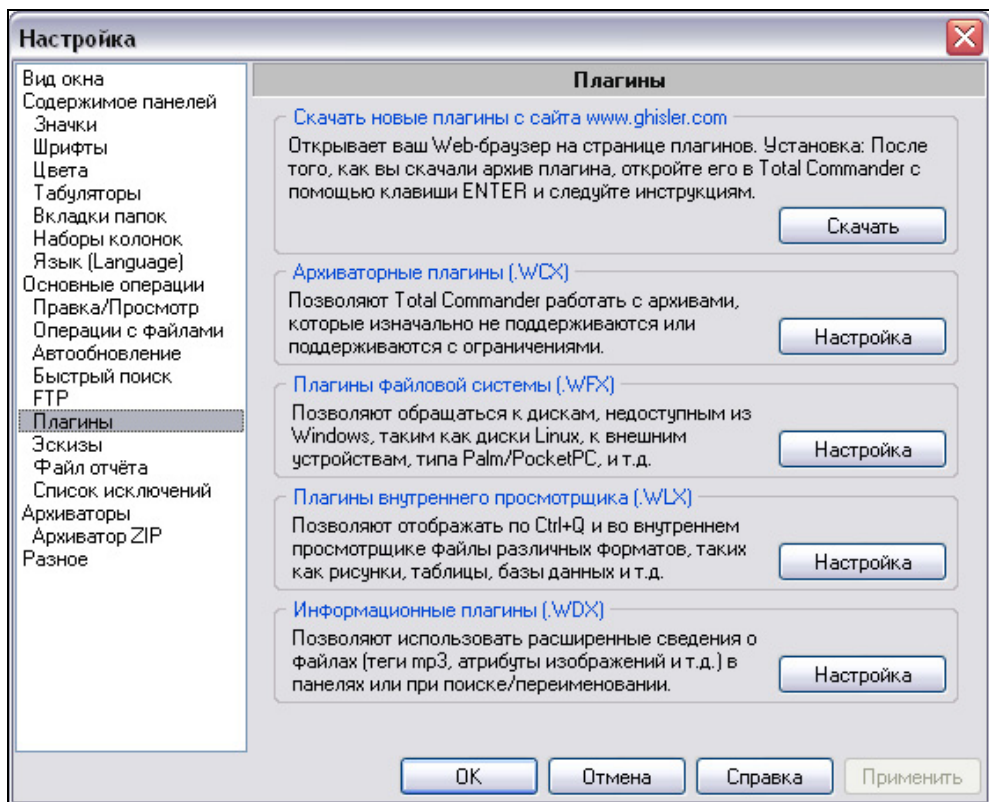 Настройка
Вид окна
Содержимое панелей
Значки
Шрифты
Цвета
Табуляторы
Вкладки папок
Наборы колонок
Язык (Language)
Основные операции
Правка/Просмотр
Операции с файлами
Автообновление
Быстрый поиск
FTP
Плагины
Эскизы
Файл отчёта
Список исключений
Архиваторы
Архиватор ZIP
Разное
Плагины
Скачать новые плагины с сайта www.ghisler.com
Открывает ваш Web-браузер на странице плагинов. Установка: После
того, как вы скачали архив плагина, откройте его в Total Commander с
помощью клавиши ENTER и следуйте инструкциям.
Скачать
Архиваторные плагины (.WCX)
Позволяют Total Commander работать с архивами,
которые изначально не поддерживаются или
поддерживаются с ограничениями.
Настройка
Плагины файловой системы (.WFX)
Позволяют обращаться к дискам, недоступным из
Windows, таким как диски Linux, к внешним
устройствам, типа Palm/PocketPC, и т.д.
Настройка
Плагины внутреннего просмотрщика (.WLX)
Позволяют отображать по Ctrl+Q и во внутреннем
просмотрщике файлы различных форматов, таких
как рисунки, таблицы, базы данных и т.д.
Настройка
Информационные плагины (.WDX)
Позволяют использовать расширенные сведения о
файлах (теги mp3, атрибуты изображений и т.д.) в
панелях или при поиске/переименовании.
Настройка
OK
Отмена
Справка
Применить